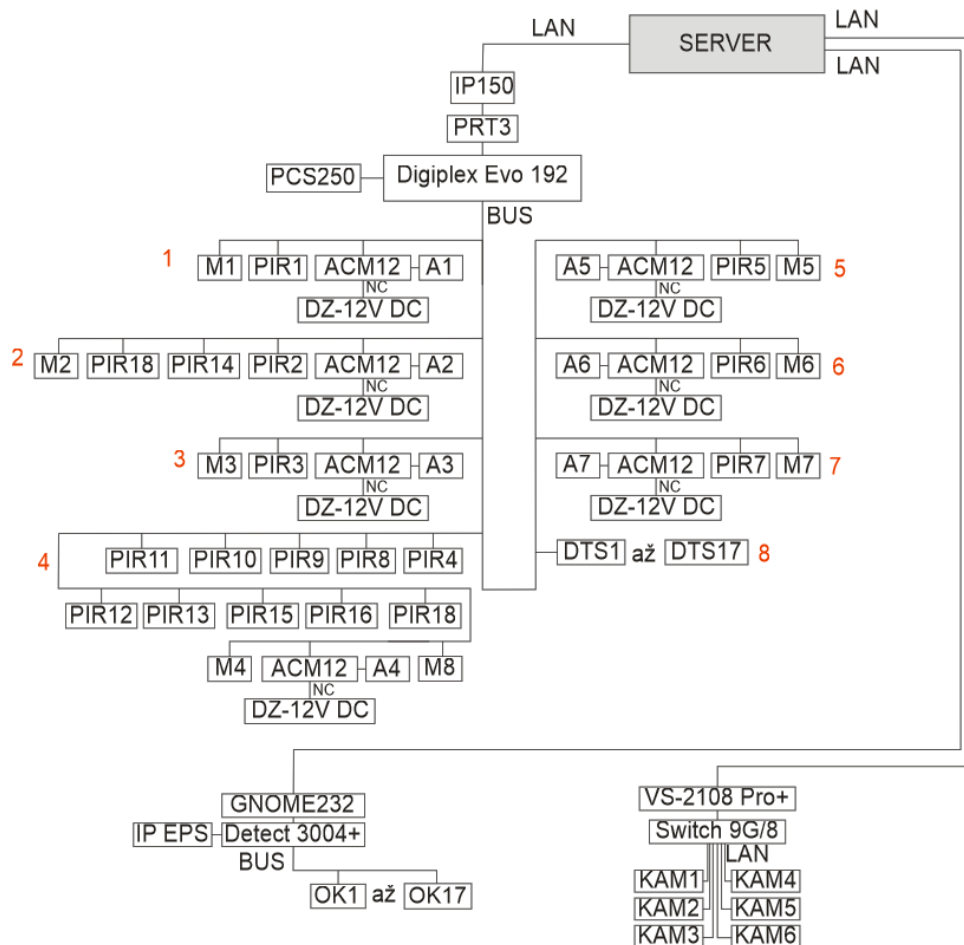 LAN
SERVER
LAN
LAN
IP150
PRT3
PCS250
Digiplex Evo 192
BUS
1
M1 PIR1 ACM12 A1
NC
DZ-12V DC
A5 ACM12 PIR5 M5
5
NC
DZ-12V DC
2
M2 PIR18 PIR14 PIR2 ACM12 A2
NC
DZ-12V DC
A6 ACM12 PIR6 M6
6
NC
DZ-12V DC
3
M3 PIR3 ACM12 A3
NC
DZ-12V DC
A7 ACM12 PIR7 M7
7
NC
DZ-12V DC
4
PIR11 PIR10 PIR9 PIR8 PIR4
DTS1 až DTS17
8
PIR12 PIR13 PIR15 PIR16 PIR18
M4 ACM12 A4 M8
NC
DZ-12V DC
GNOME232
IP EPS Detect 3004+
BUS
OK1 až OK17
VS-2108 Pro+
Switch 9G/8
LAN
KAM1 KAM4
KAM2 KAM5
KAM3 KAM6